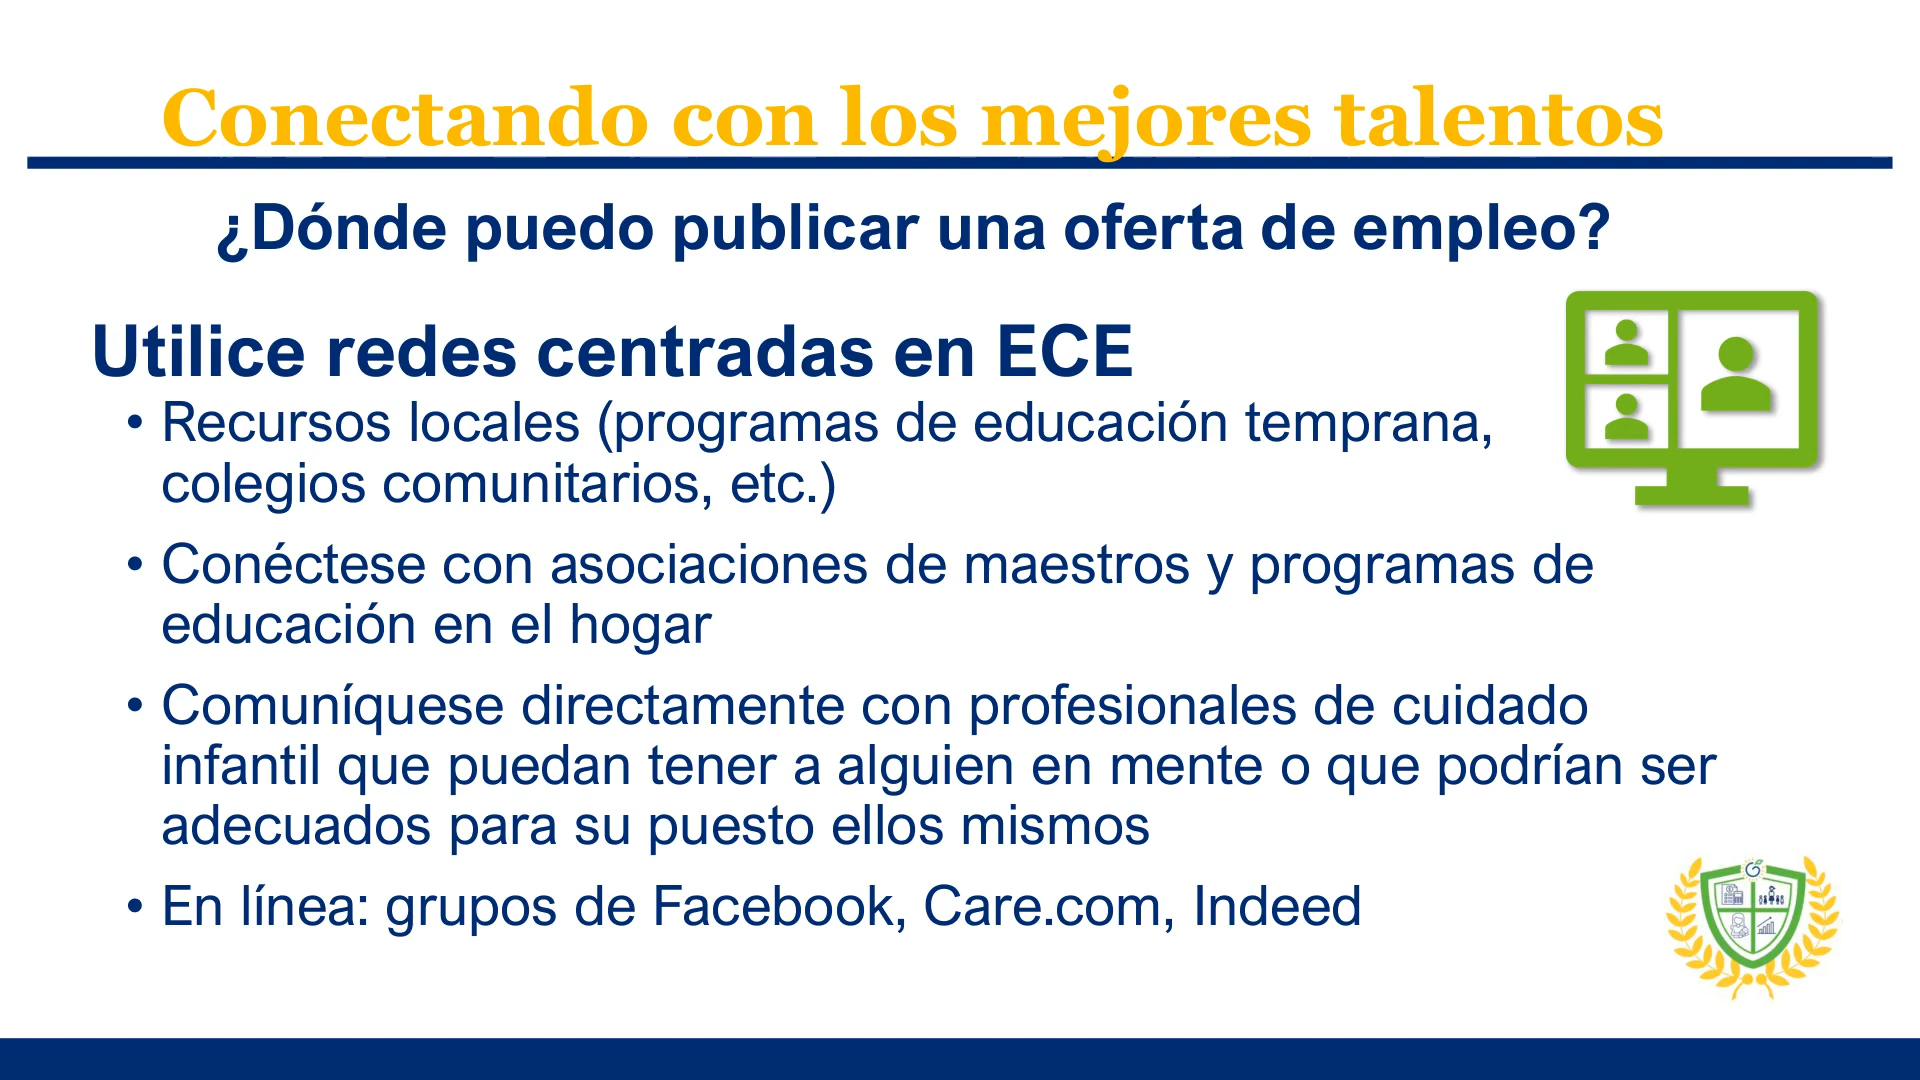 Conectando con los mejores talentos
¿Dónde puedo publicar una oferta de empleo?
Utilice redes centradas en ECE
• Recursos locales (programas de educación temprana,
colegios comunitarios, etc.)
• Conéctese con asociaciones de maestros y programas de
educación en el hogar
• Comuníquese directamente con profesionales de cuidado
infantil que puedan tener a alguien en mente o que podrían ser
adecuados para su puesto ellos mismos
• En línea: grupos de Facebook, Care.com, Indeed